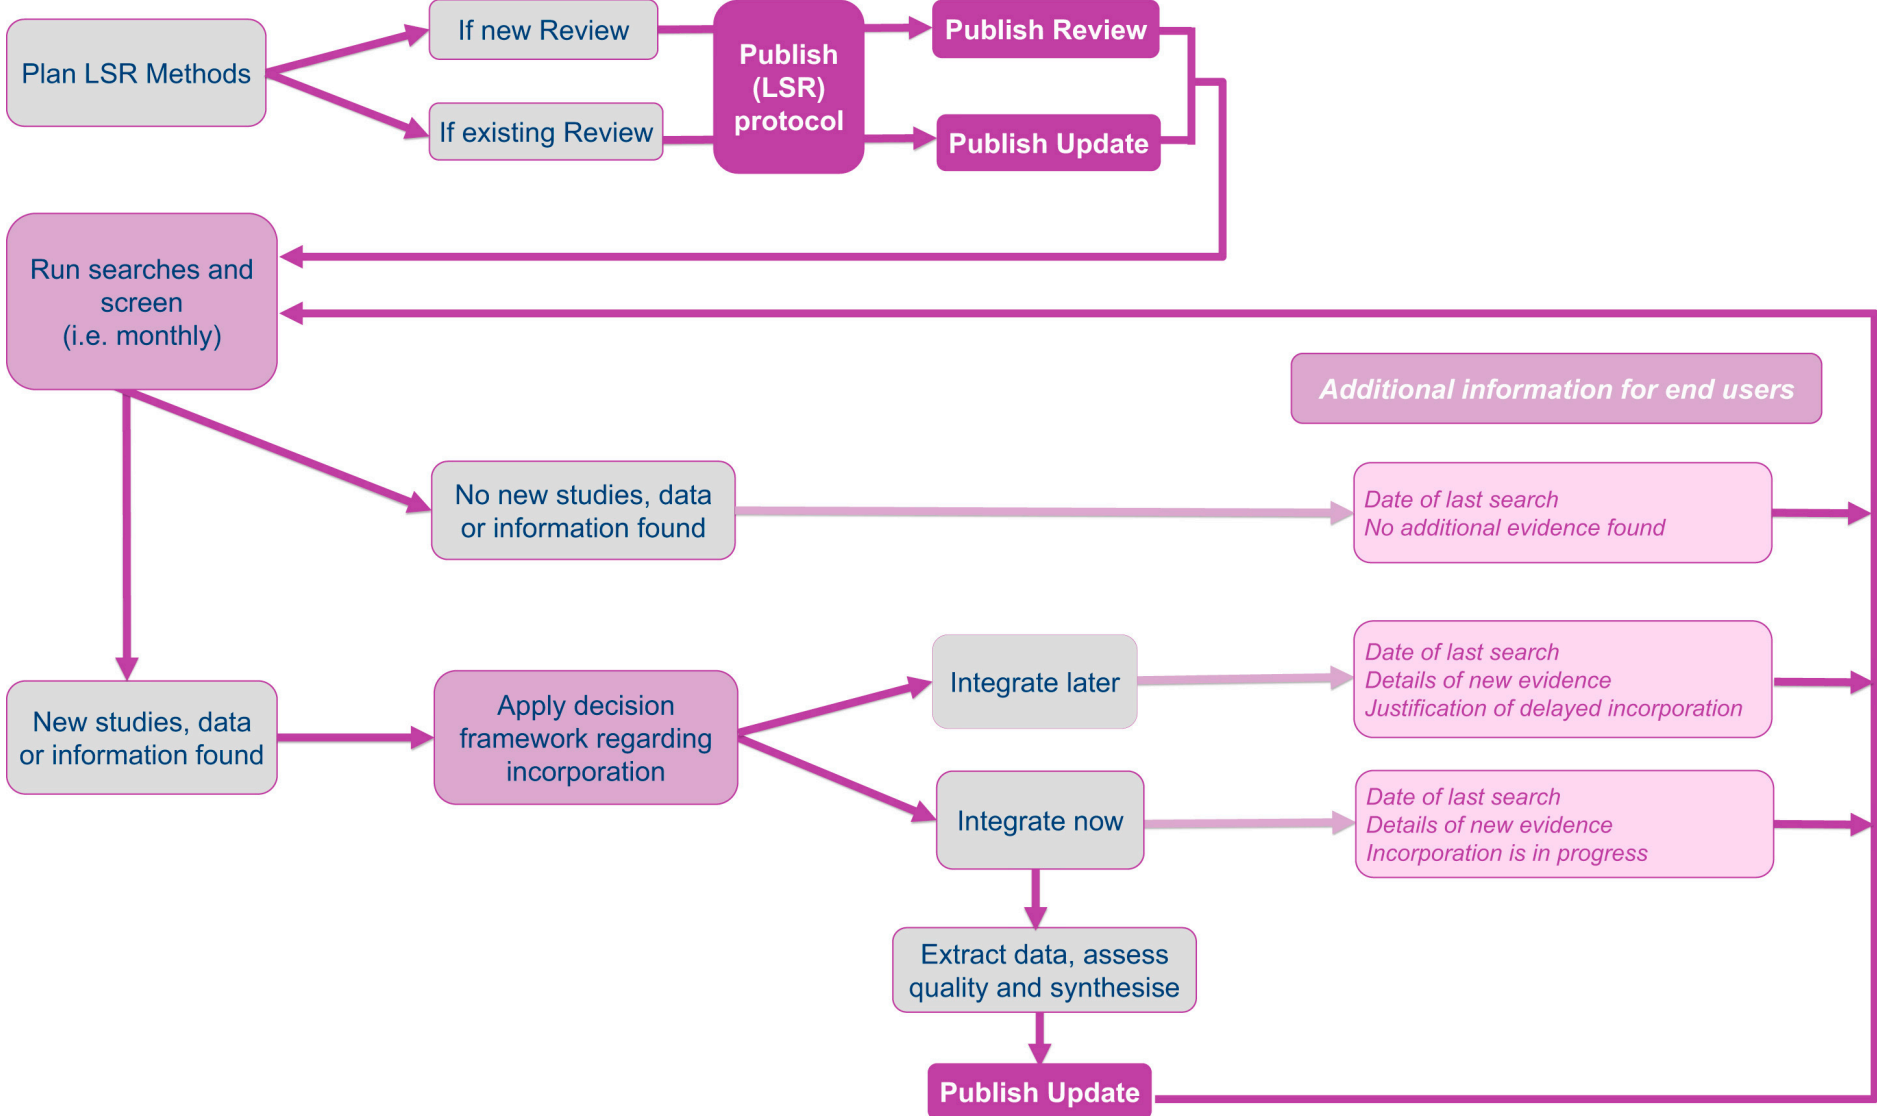 Plan LSR Methods
If new Review
If existing Review
Publish
(LSR)
protocol
Publish Review
Publish Update
Run searches and
screen
(i.e. monthly)
Additional information for end users
No new studies, data
or information found
Date of last search
No additional evidence found
New studies, data
or information found
Apply decision
framework regarding
incorporation
Integrate later
Date of last search
Details of new evidence
Justification of delayed incorporation
Integrate now
Date of last search
Details of new evidence
Incorporation is in progress
Extract data, assess
quality and synthesise
Publish Update